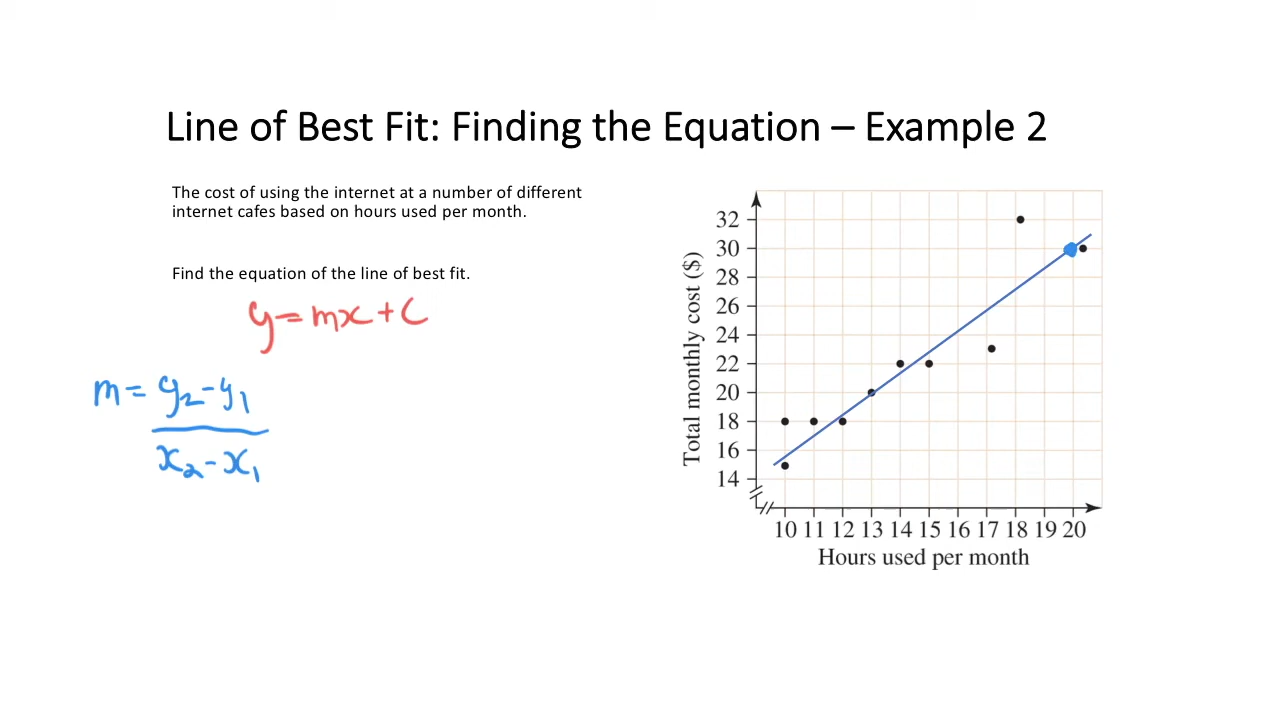 Line of Best Fit: Finding the Equation – Example 2
The cost of using the internet at a number of different
internet cafes based on hours used per month.
Find the equation of the line of best fit.
y=mx+c
m= y₂-y₁
x₂-x₁
Total monthly cost ($)
32
30
28
26
24
22
20
18
16
14
10 11 12 13 14 15 16 17 18 19 20
Hours used per month